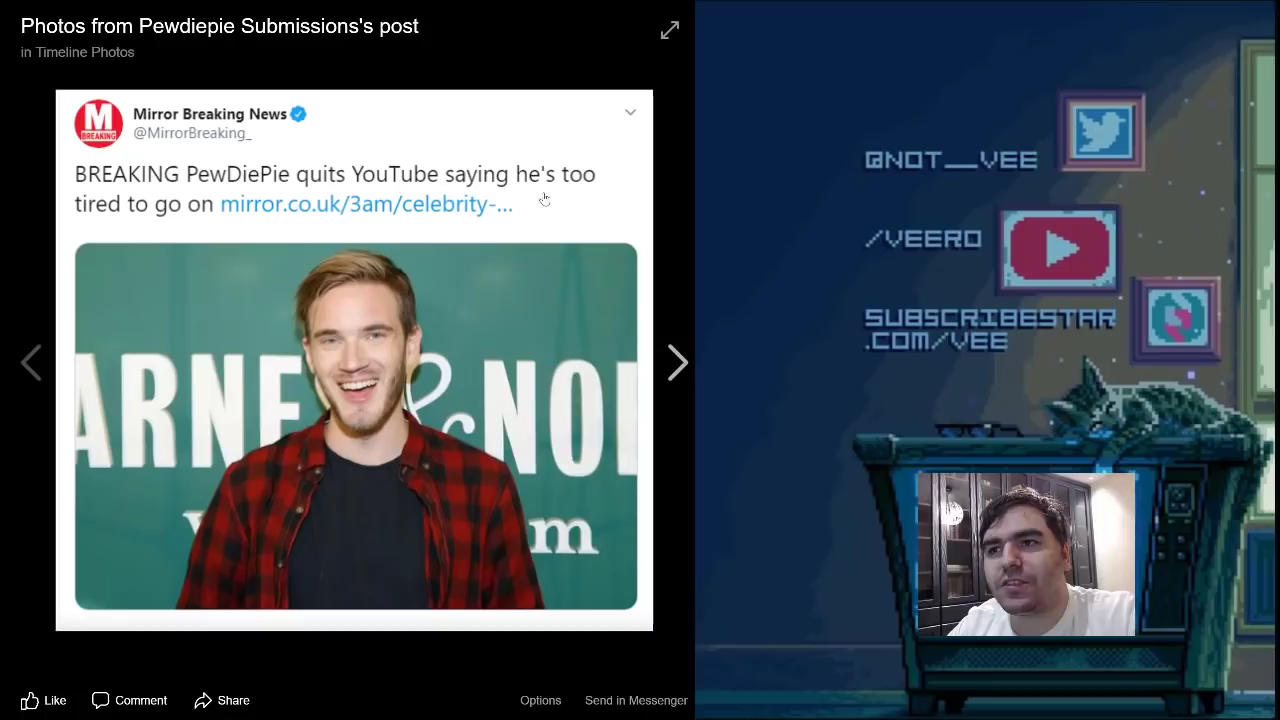 Photos from Pewdiepie Submissions's post
in Timeline Photos
M
BREAKING
Mirror Breaking News
@MirrorBreaking_
BREAKING PewDiePie quits YouTube saying he's too
tired to go on mirror.co.uk/3am/celebrity-...
ARNE & NO
m
Like
Comment
Share
Options
Send in Messenger
@NOT__VEE
/VEERO
SUBSCRIBESTAR
.COM/VEE